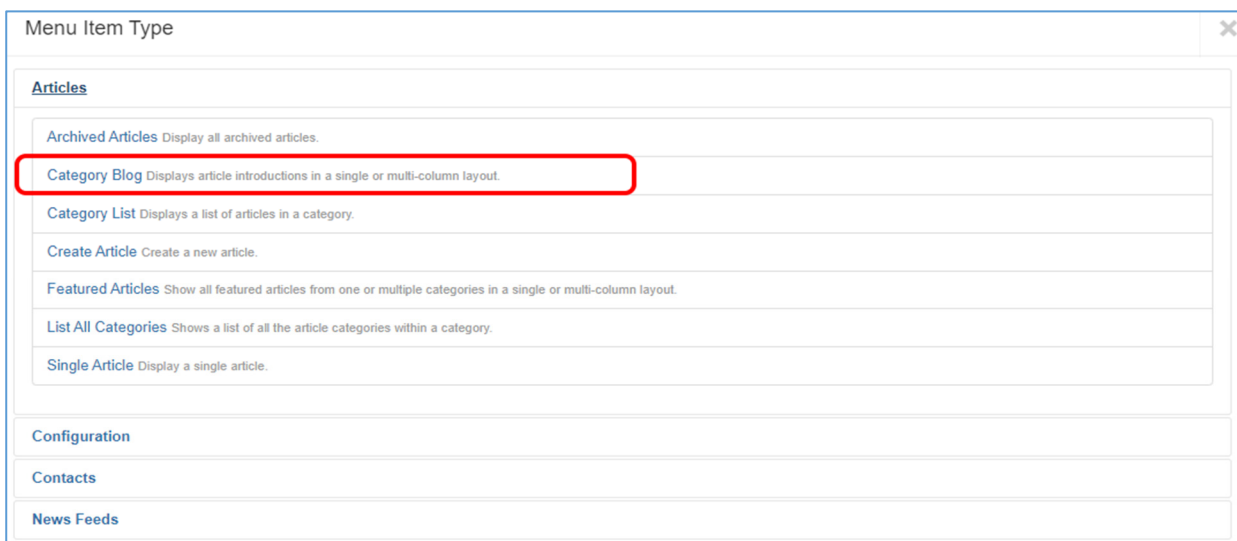 Menu Item Type
Articles
Archived Articles Display all archived articles.
Category Blog Displays article introductions in a single or multi-column layout.
Category List Displays a list of articles in a category.
Create Article Create a new article.
Featured Articles Show all featured articles from one or multiple categories in a single or multi-column layout.
List All Categories Shows a list of all the article categories within a category.
Single Article Display a single article.
Configuration
Contacts
News Feeds